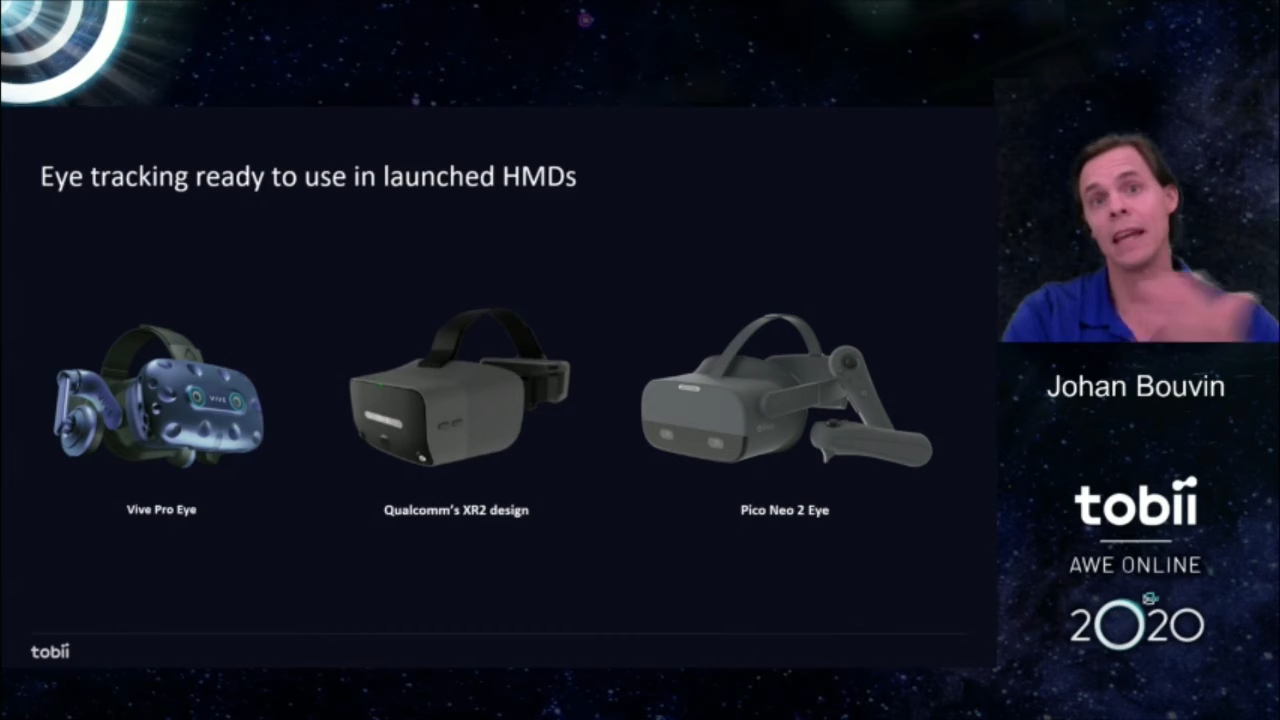 Eye tracking ready to use in launched HMDs
VIVE
Vive Pro Eye
Qualcomm's XR2 design
Pico Neo 2 Eye
tobii
Johan Bouvin
tobii
AWE ONLINE
2020